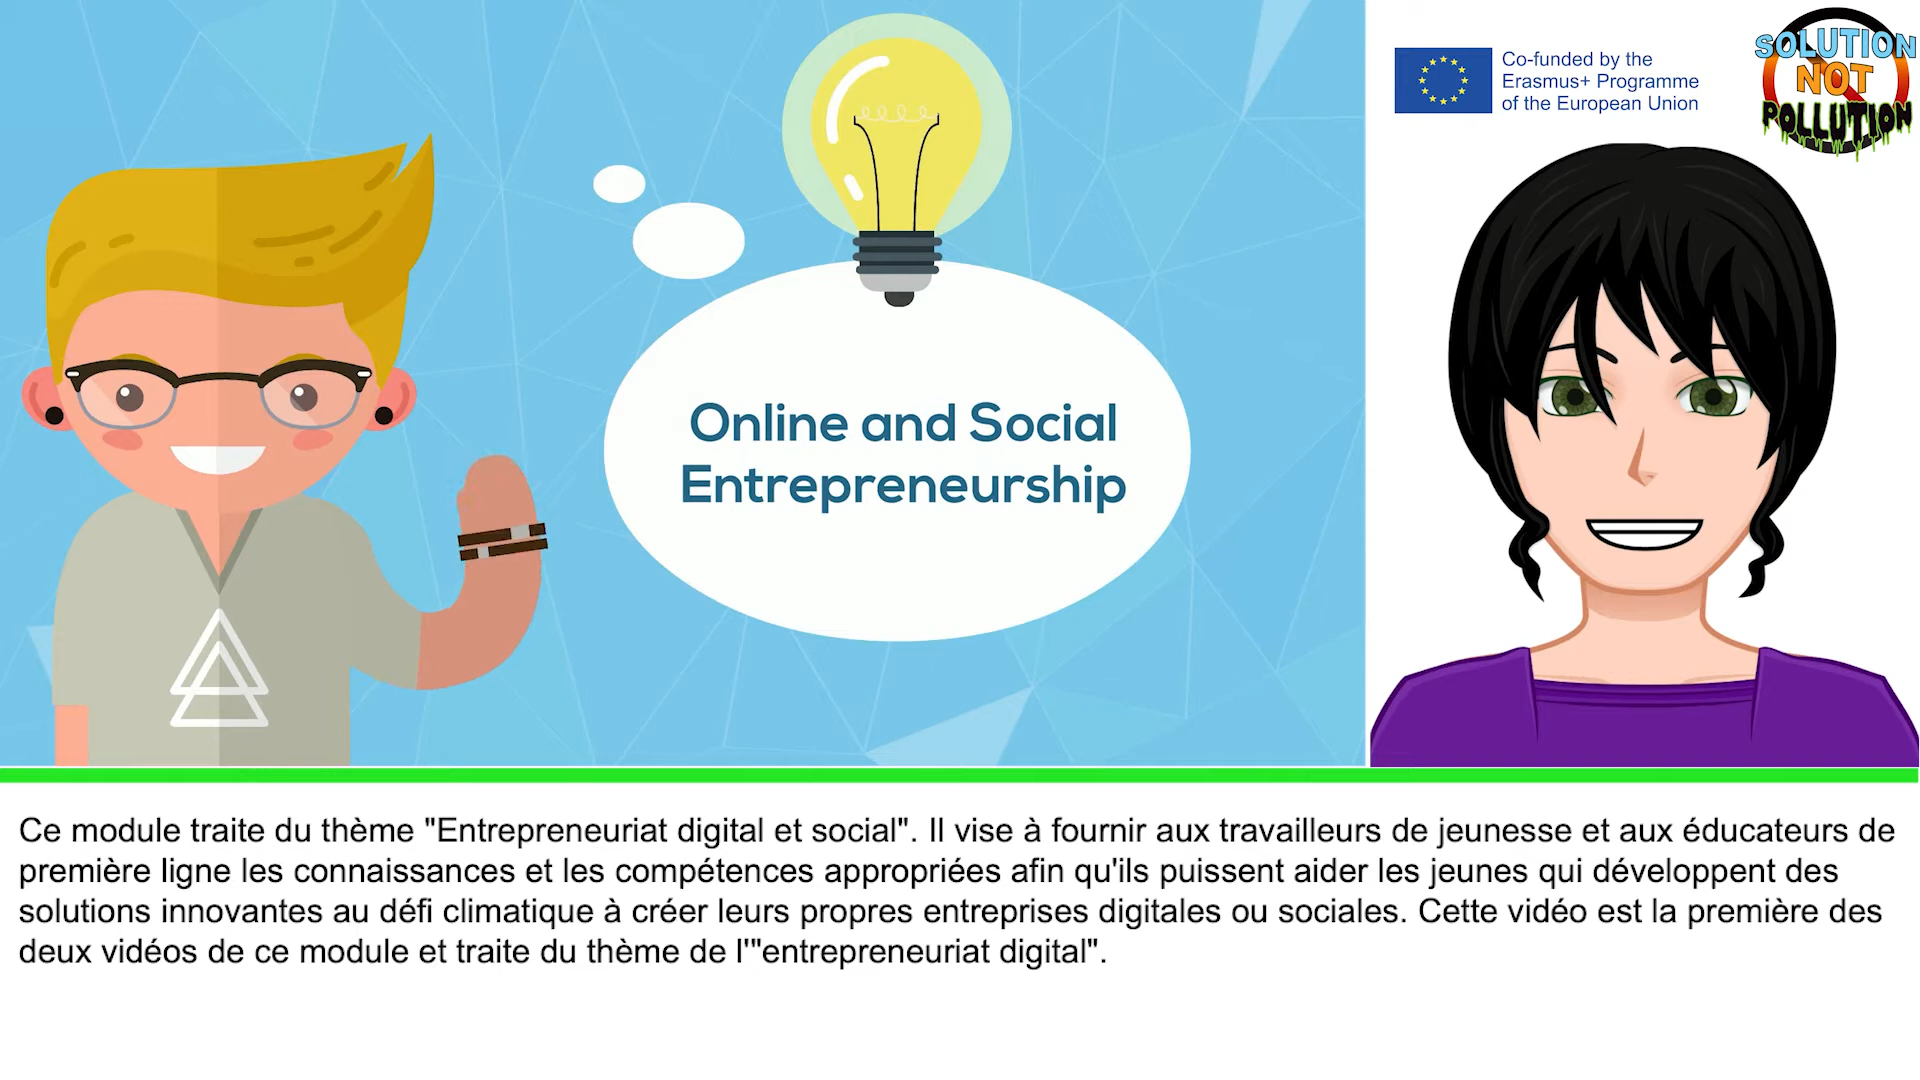 Co-funded by the
Erasmus+ Programme
of the European Union
SOLUTION
NOT
POLLUTION
Online and Social
Entrepreneurship
Ce module traite du thème "Entrepreneuriat digital et social". Il vise à fournir aux travailleurs de jeunesse et aux éducateurs de
première ligne les connaissances et les compétences appropriées afin qu'ils puissent aider les jeunes qui développent des
solutions innovantes au défi climatique à créer leurs propres entreprises digitales ou sociales. Cette vidéo est la première des
deux vidéos de ce module et traite du thème de l'"entrepreneuriat digital".